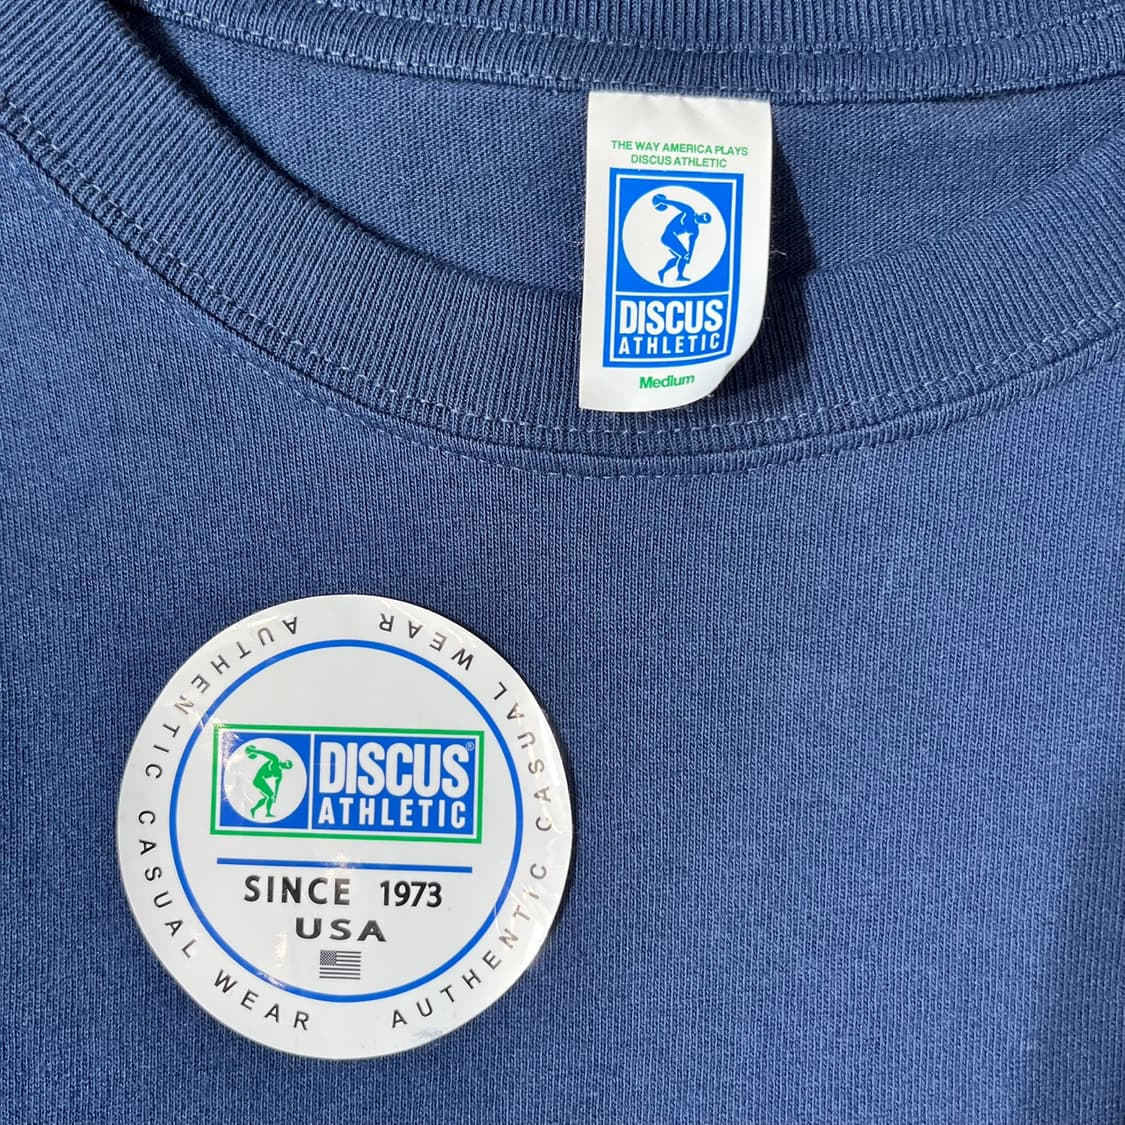 THE WAY AMERICA PLAYS
DISCUS ATHLETIC
DISCUS
ATHLETIC
Medium
AUTHENTIC CASUAL WEAR
AUTHENTIC CASUAL WEAR
DISCUS®
ATHLETIC
SINCE 1973
USA